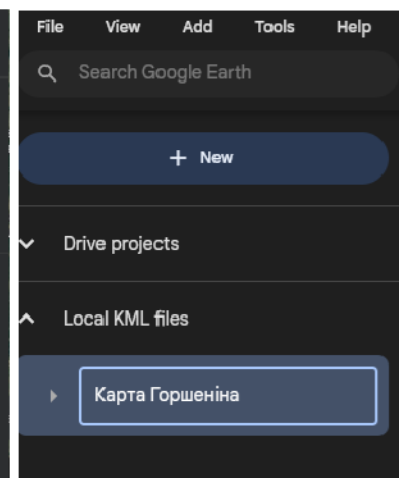 File View Add Tools Help
Search Google Earth
+ New
Drive projects
Local KML files
Карта Горшеніна